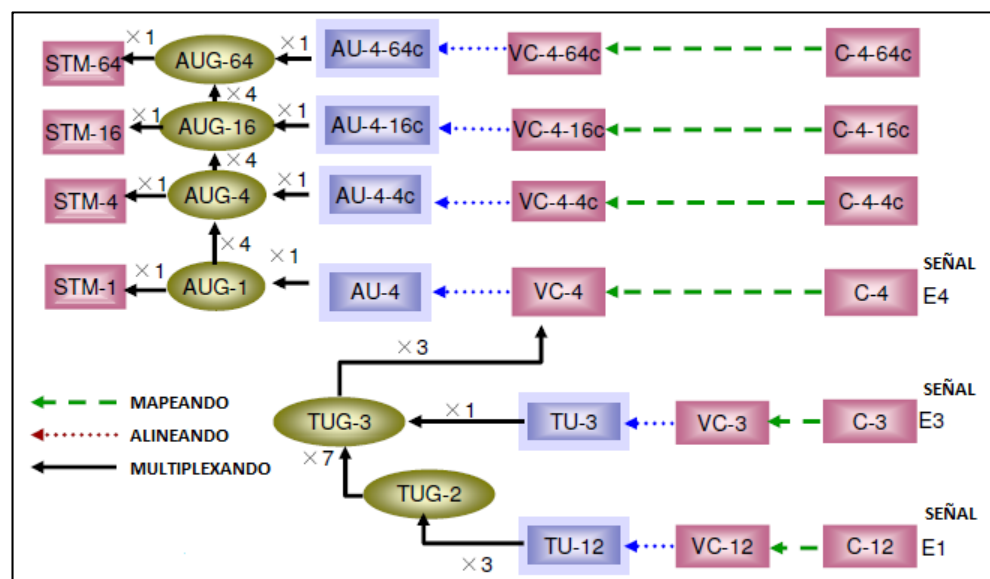 ×1 ×1
STM-64 AUG-64 AU-4-64c VC-4-64c C-4-64c
×4
×1 ×1
STM-16 AUG-16 AU-4-16c VC-4-16c C-4-16c
×4
×1 ×1
STM-4 AUG-4 AU-4-4c VC-4-4c C-4-4c
×4
×1 ×1
SEÑAL
STM-1 AUG-1 AU-4 VC-4 C-4 E4
×3
SEÑAL
MAPEANDO
×1
TUG-3 TU-3 VC-3 C-3 E3
ALINEANDO
×7
MULTIPLEXANDO
TUG-2
SEÑAL
TU-12 VC-12 C-12 E1
×3